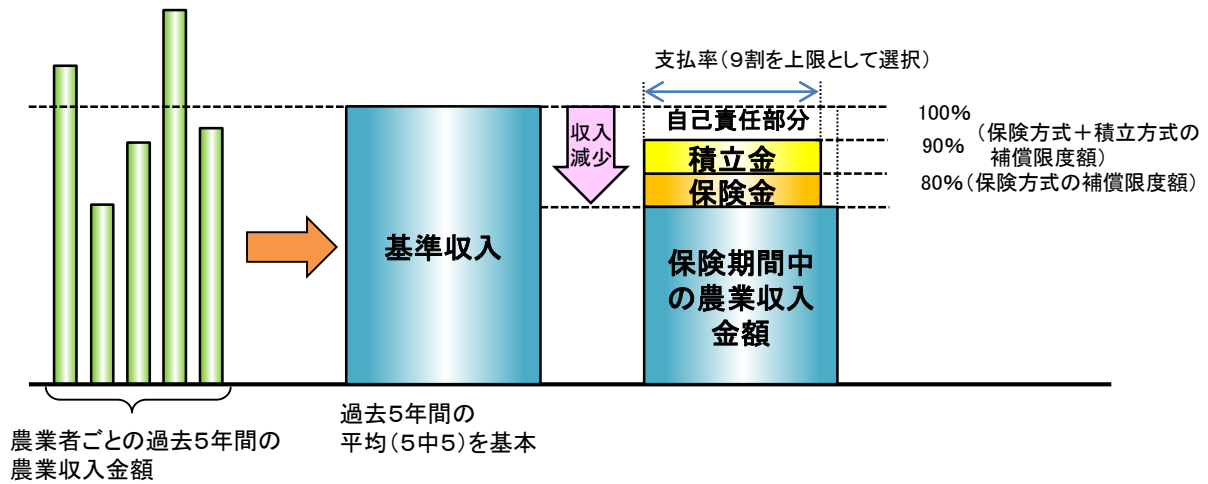 支払率（９割を上限として選択）
100%
自己責任部分
（保険方式＋積立方式の
補償限度額）
90%
収入
減少
積立金
80%（保険方式の補償限度額）
保険金
基準収入
保険期間中
の農業収入
金額
過去５年間の
平均（５中５）を基本
農業者ごとの過去５年間の
農業収入金額